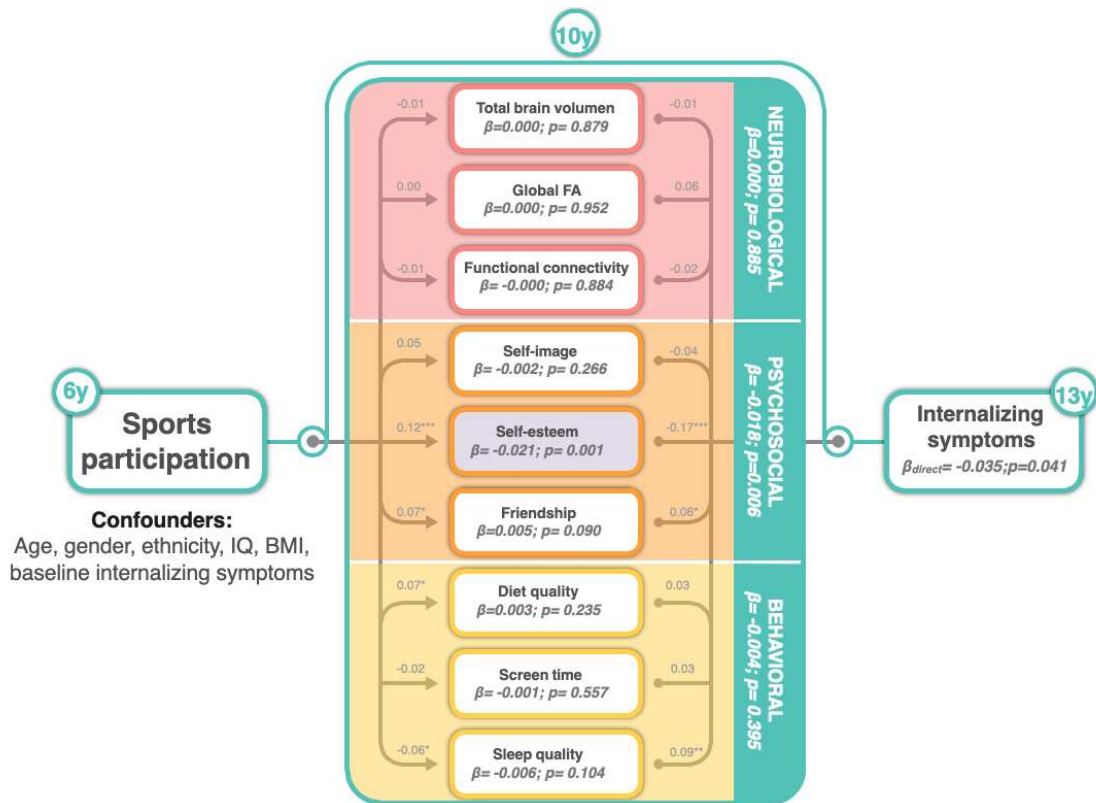 10y
-0.01
Total brain volumen
β=0.000; p= 0.879
-0.01
0.00
Global FA
β=0.000; p= 0.952
0.06
-0.01
Functional connectivity
β= -0.000; p= 0.884
-0.02
NEUROBIOLOGICAL
β=0.000; p= 0.885
0.05
Self-image
β= -0.002; p= 0.266
-0.04
0.12***
Self-esteem
β= -0.021; p= 0.001
-0.17***
0.07*
Friendship
β=0.005; p= 0.090
0.06*
PSYCHOSOCIAL
β= -0.018; p=0.006
0.07*
Diet quality
β=0.003; p= 0.235
0.03
-0.02
Screen time
β= -0.001; p= 0.557
0.03
-0.06*
Sleep quality
β= -0.006; p= 0.104
0.09**
BEHAVIORAL
β= -0.004; p= 0.395
6y
Sports
participation
Confounders:
Age, gender, ethnicity, IQ, BMI,
baseline internalizing symptoms
13y
Internalizing
symptoms
βdirect= -0.035;p=0.041